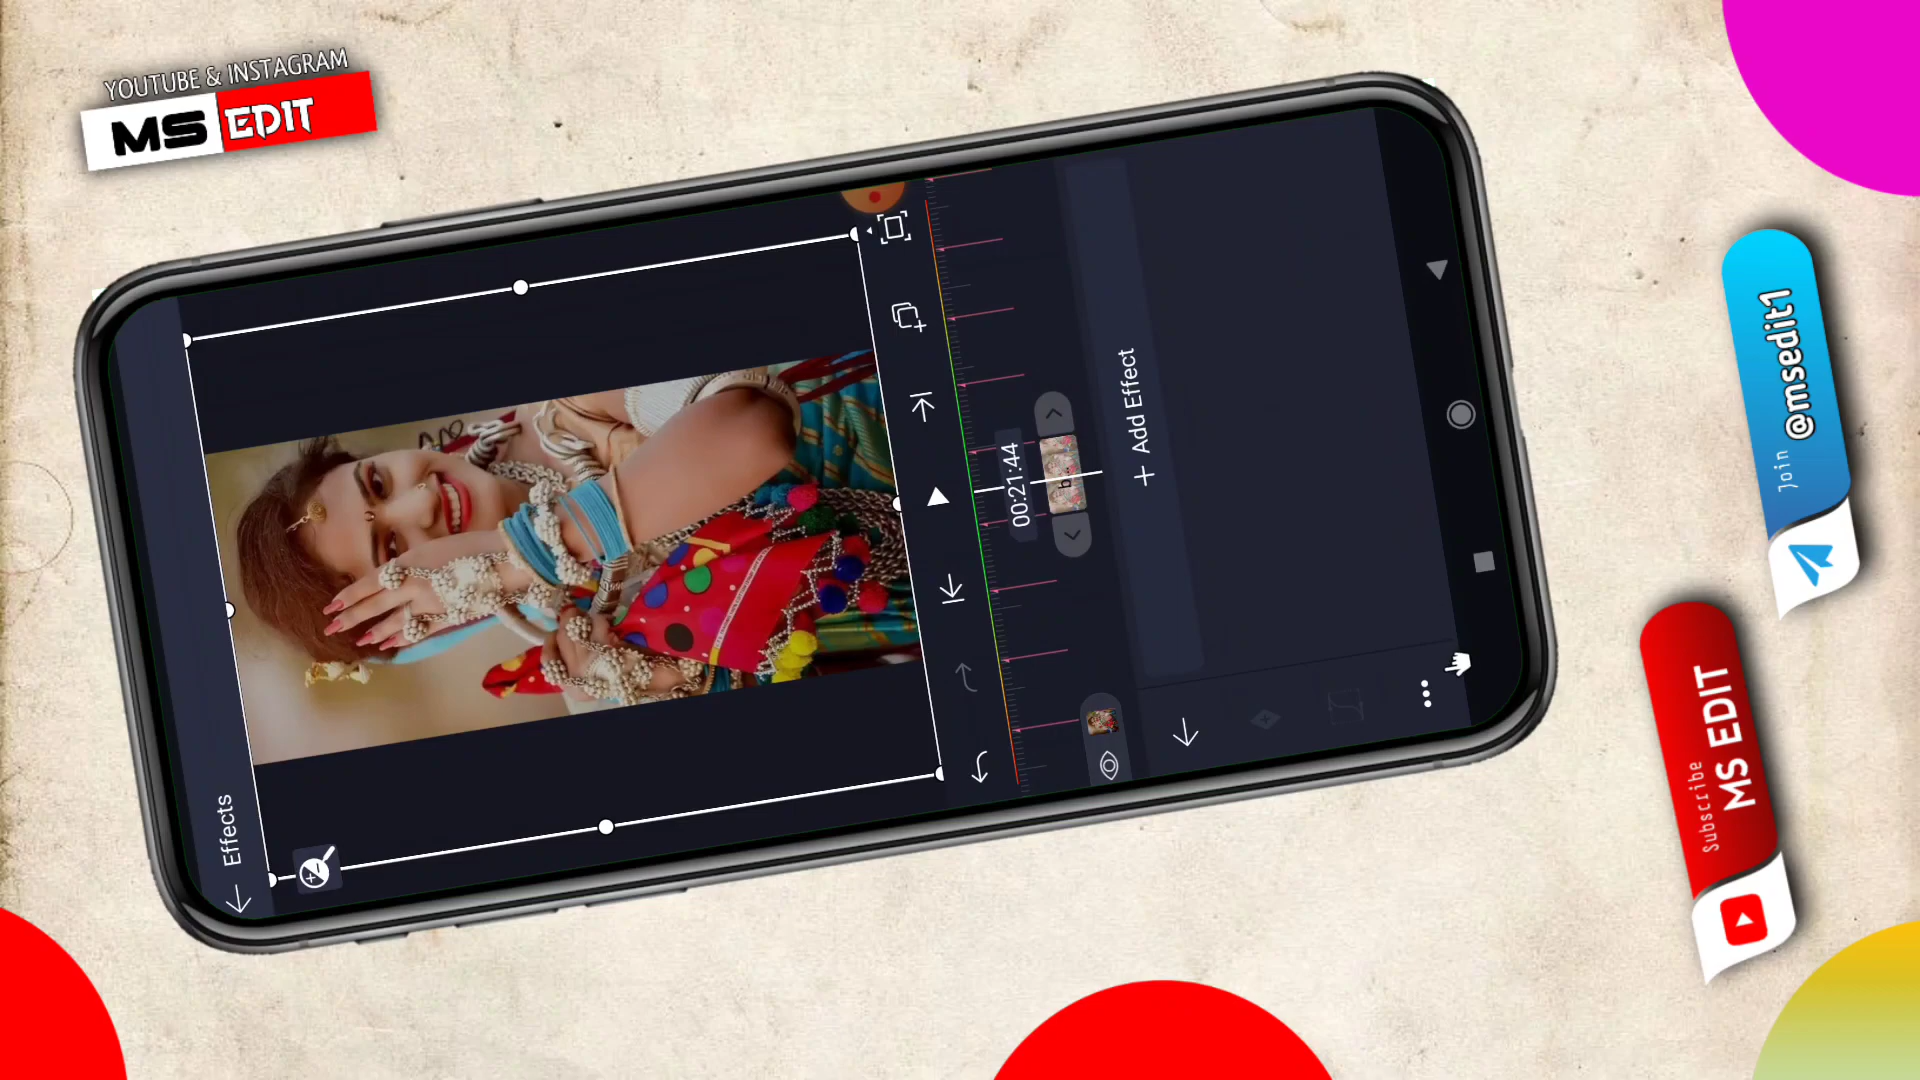 YOUTUBE & INSTAGRAM
MS EDIT
Effects
00:21:44
+ Add Effect
Join @msedit1
Subscribe
MS EDIT